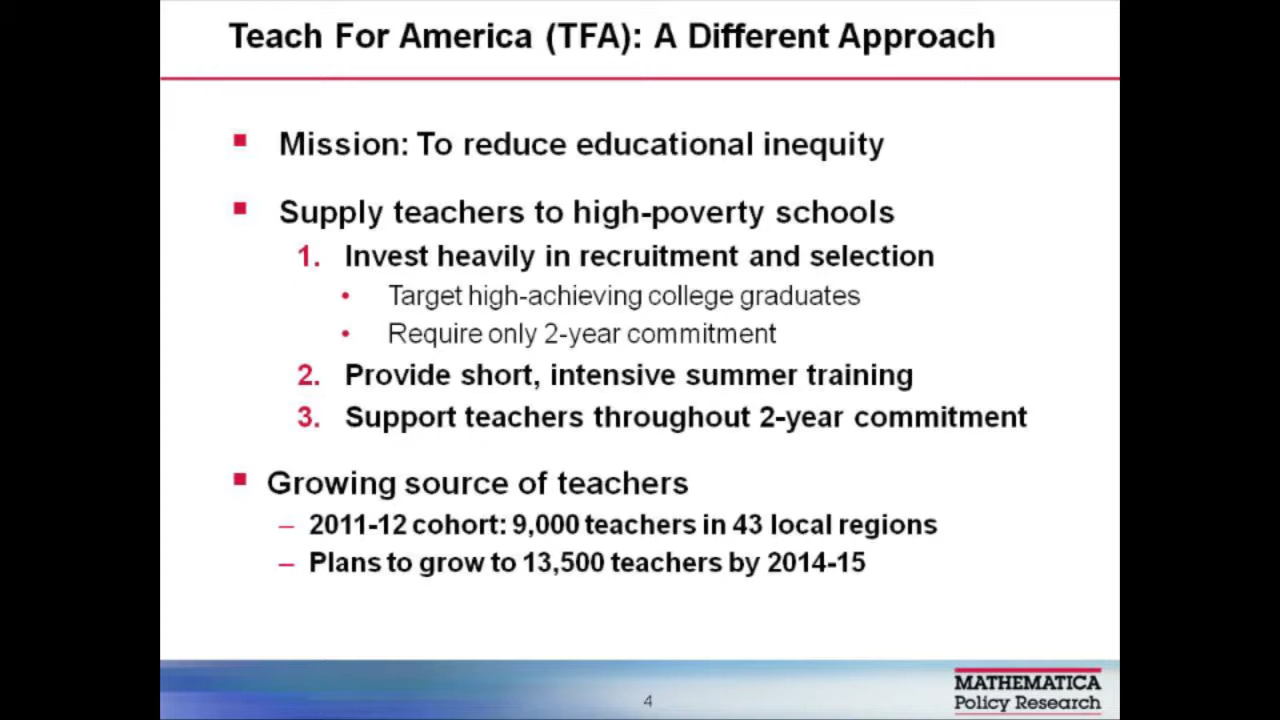 Teach For America (TFA): A Different Approach
Mission: To reduce educational inequity
Supply teachers to high-poverty schools
1. Invest heavily in recruitment and selection
• Target high-achieving college graduates
• Require only 2-year commitment
2. Provide short, intensive summer training
3. Support teachers throughout 2-year commitment
Growing source of teachers
– 2011-12 cohort: 9,000 teachers in 43 local regions
– Plans to grow to 13,500 teachers by 2014-15
4
MATHEMATICA
Policy Research